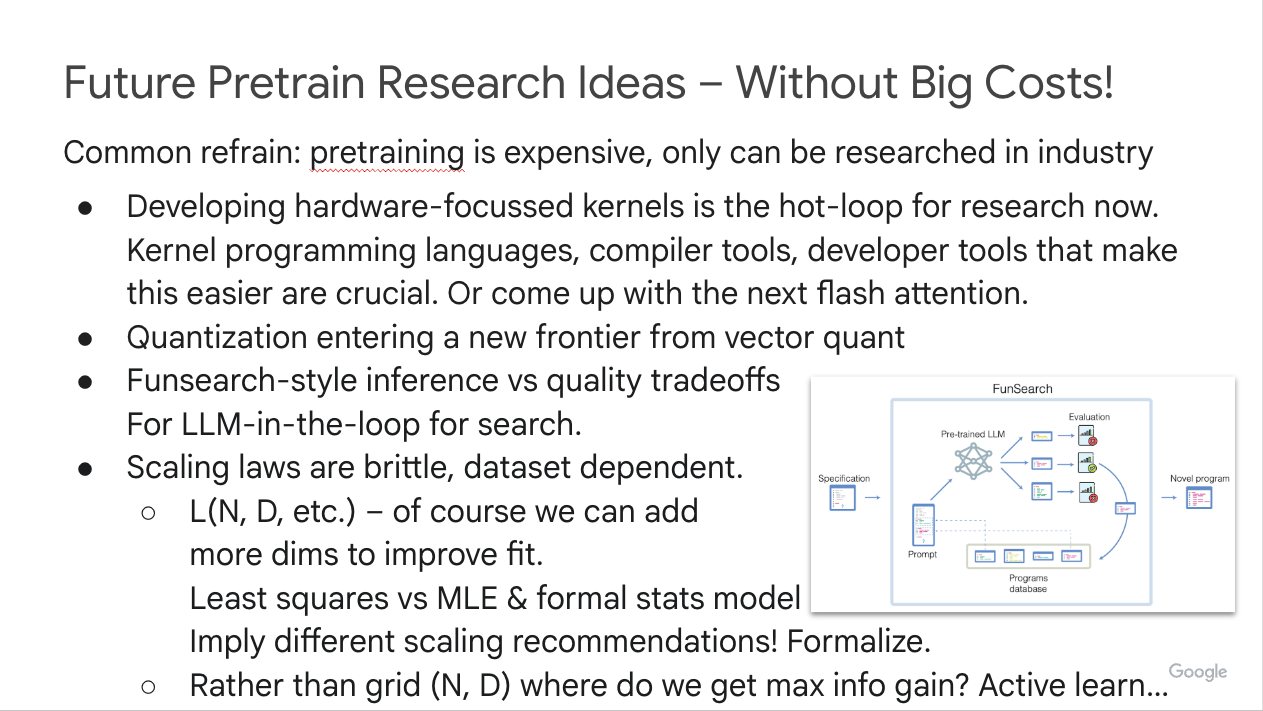 Future Pretrain Research Ideas – Without Big Costs!
Common refrain: pretraining is expensive, only can be researched in industry
● Developing hardware-focussed kernels is the hot-loop for research now.
Kernel programming languages, compiler tools, developer tools that make
this easier are crucial. Or come up with the next flash attention.
● Quantization entering a new frontier from vector quant
● Funsearch-style inference vs quality tradeoffs
For LLM-in-the-loop for search.
● Scaling laws are brittle, dataset dependent.
○ L(N, D, etc.) – of course we can add
more dims to improve fit.
Least squares vs MLE & formal stats model
Imply different scaling recommendations! Formalize.
○ Rather than grid (N, D) where do we get max info gain? Active learn...
FunSearch
Evaluation
Pre-trained LLM
Specification
Novel program
Prompt
Programs
database
Google